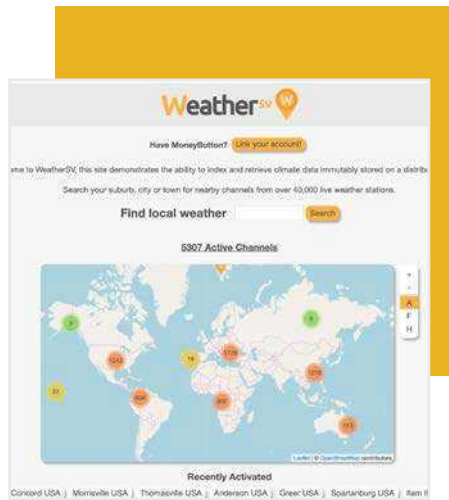 WeatherSV W
Have MoneyButton? Link your account!
me to WeatherSV, this site demonstrates the ability to index and retrieve climate data immutably stored on a distribu
Search your suburb, city or town for nearby channels from over 40,000 live weather stations.
Find local weather Search
5307 Active Channels
+
-
A
F
H
Leaflet | © OpenStreetMap contributors
Recently Activated
Concord USA | Morrisville USA | Thomasville USA | Anderson USA | Greer USA | Spartanburg USA |